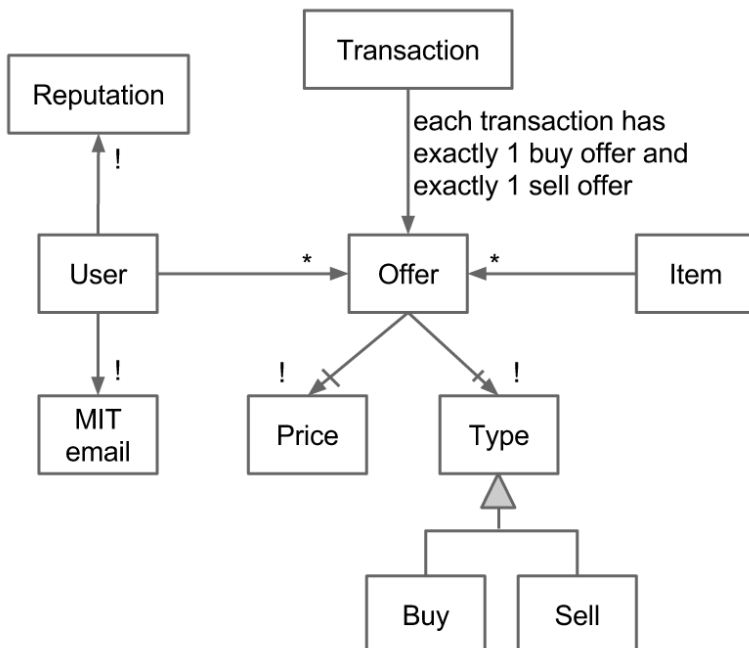 Transaction
Reputation
each transaction has
exactly 1 buy offer and
exactly 1 sell offer
!
User
*
Offer
*
Item
!
MIT
email
!
Price
!
Type
Buy
Sell